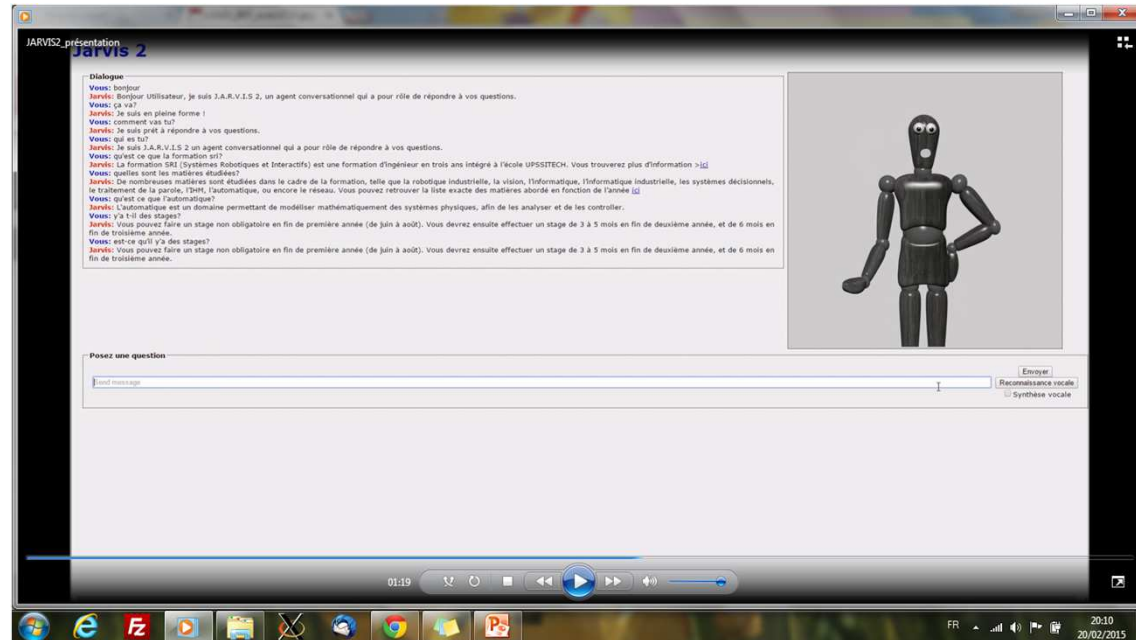 JARVIS2_présentation
Jarvis 2
Dialogue
Vous: bonjour
Jarvis: Bonjour Utilisateur, je suis J.A.R.V.I.S 2, un agent conversationnel qui a pour rôle de répondre à vos questions.
Vous: ça va?
Jarvis: Je suis en pleine forme !
Vous: comment vas tu?
Jarvis: Je suis prêt à répondre à vos questions.
Vous: qui es tu?
Jarvis: Je suis J.A.R.V.I.S 2 un agent conversationnel qui a pour rôle de répondre à vos questions.
Vous: qu'est ce que la formation sri?
Jarvis: La formation SRI (Systèmes Robotiques et Interactifs) est une formation d'ingénieur en trois ans intégré à l'école UPSSITECH. Vous trouverez plus d'information >ici
Vous: quelles sont les matières étudiées?
Jarvis: De nombreuses matières sont étudiées dans le cadre de la formation, telle que la robotique industrielle, la vision, l'informatique, l'informatique industrielle, les systèmes décisionnels,
le traitement de la parole, l'IHM, l'automatique, ou encore le réseau. Vous pouvez retrouver la liste exacte des matières abordé en fonction de l'année ici
Vous: qu'est ce que l'automatique?
Jarvis: L'automatique est un domaine permettant de modéliser mathématiquement des systèmes physiques, afin de les analyser et de les controller.
Vous: y'a t-il des stages?
Jarvis: Vous pouvez faire un stage non obligatoire en fin de première année (de juin à août). Vous devrez ensuite effectuer un stage de 3 à 5 mois en fin de deuxième année, et de 6 mois en
fin de troisième année.
Vous: est-ce qu'il y'a des stages?
Jarvis: Vous pouvez faire un stage non obligatoire en fin de première année (de juin à août). Vous devrez ensuite effectuer un stage de 3 à 5 mois en fin de deuxième année, et de 6 mois en
fin de troisième année.
Posez une question
Send message
Envoyer
Reconnaissance vocale
Synthèse vocale
01:19
FR
20:10
20/02/2015